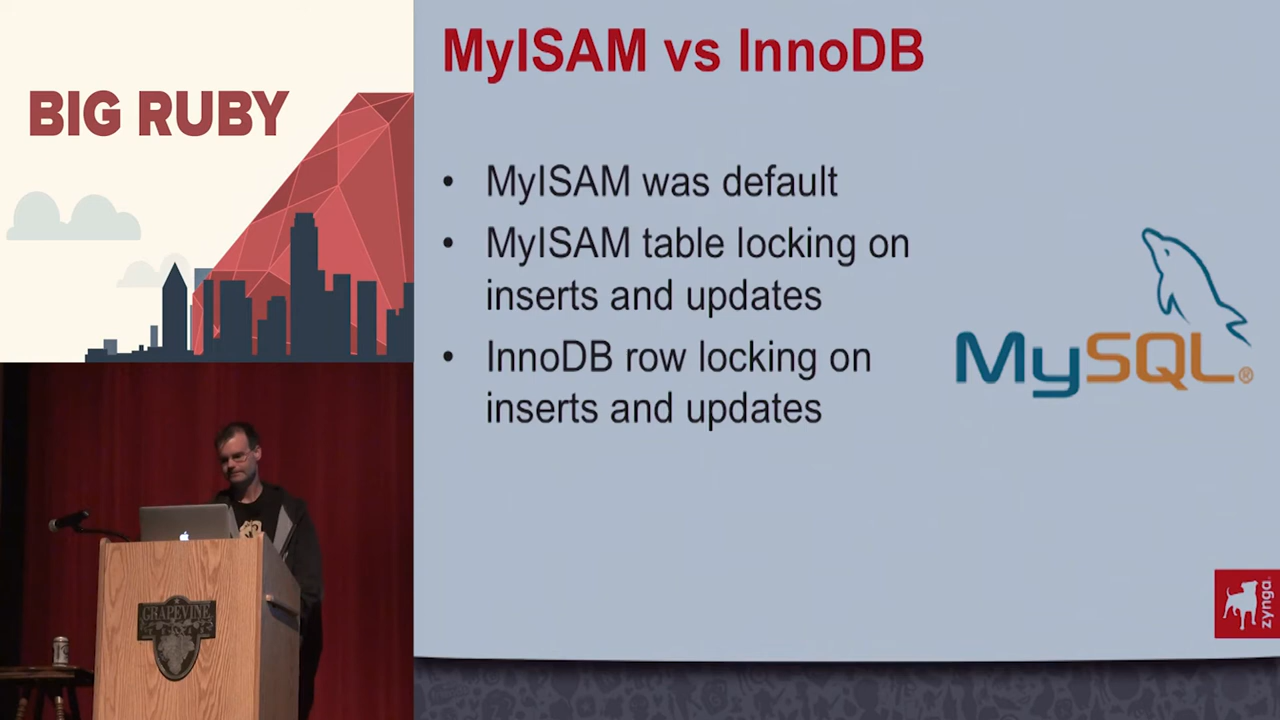 BIG RUBY
MyISAM vs InnoDB
• MyISAM was default
• MyISAM table locking on
inserts and updates
• InnoDB row locking on
inserts and updates
MySQL®
zynga
GRAPEVINE